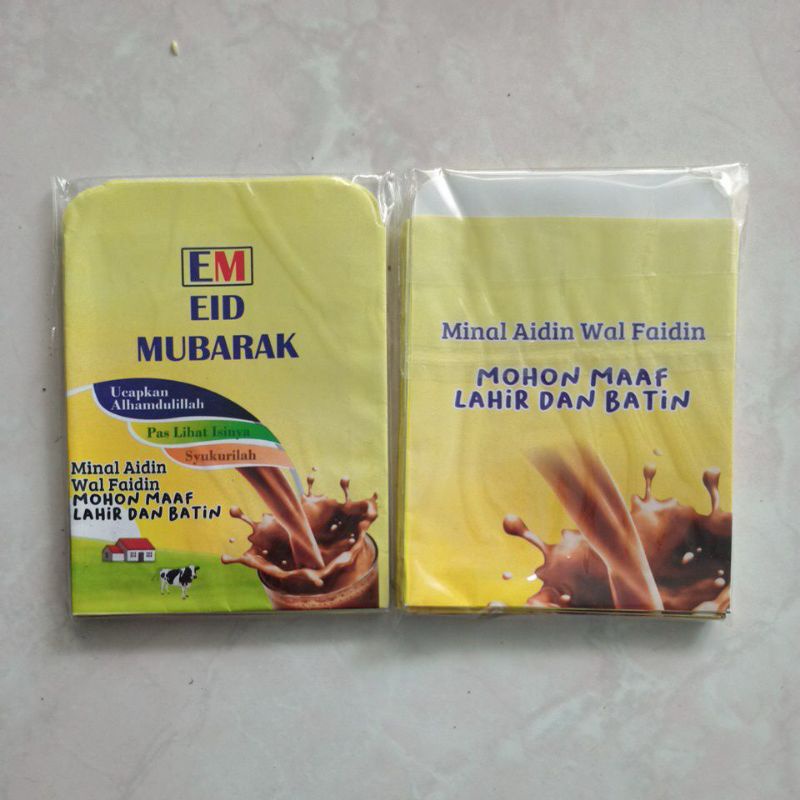 EM
EID
MUBARAK
Ucapkan
Alhamdulillah
Pas Lihat Isinya
Syukurilah
Minal Aidin
Wal Faidin
MOHON MAAF
LAHIR DAN BATIN
Minal Aidin Wal Faidin
MOHON MAAF
LAHIR DAN BATIN